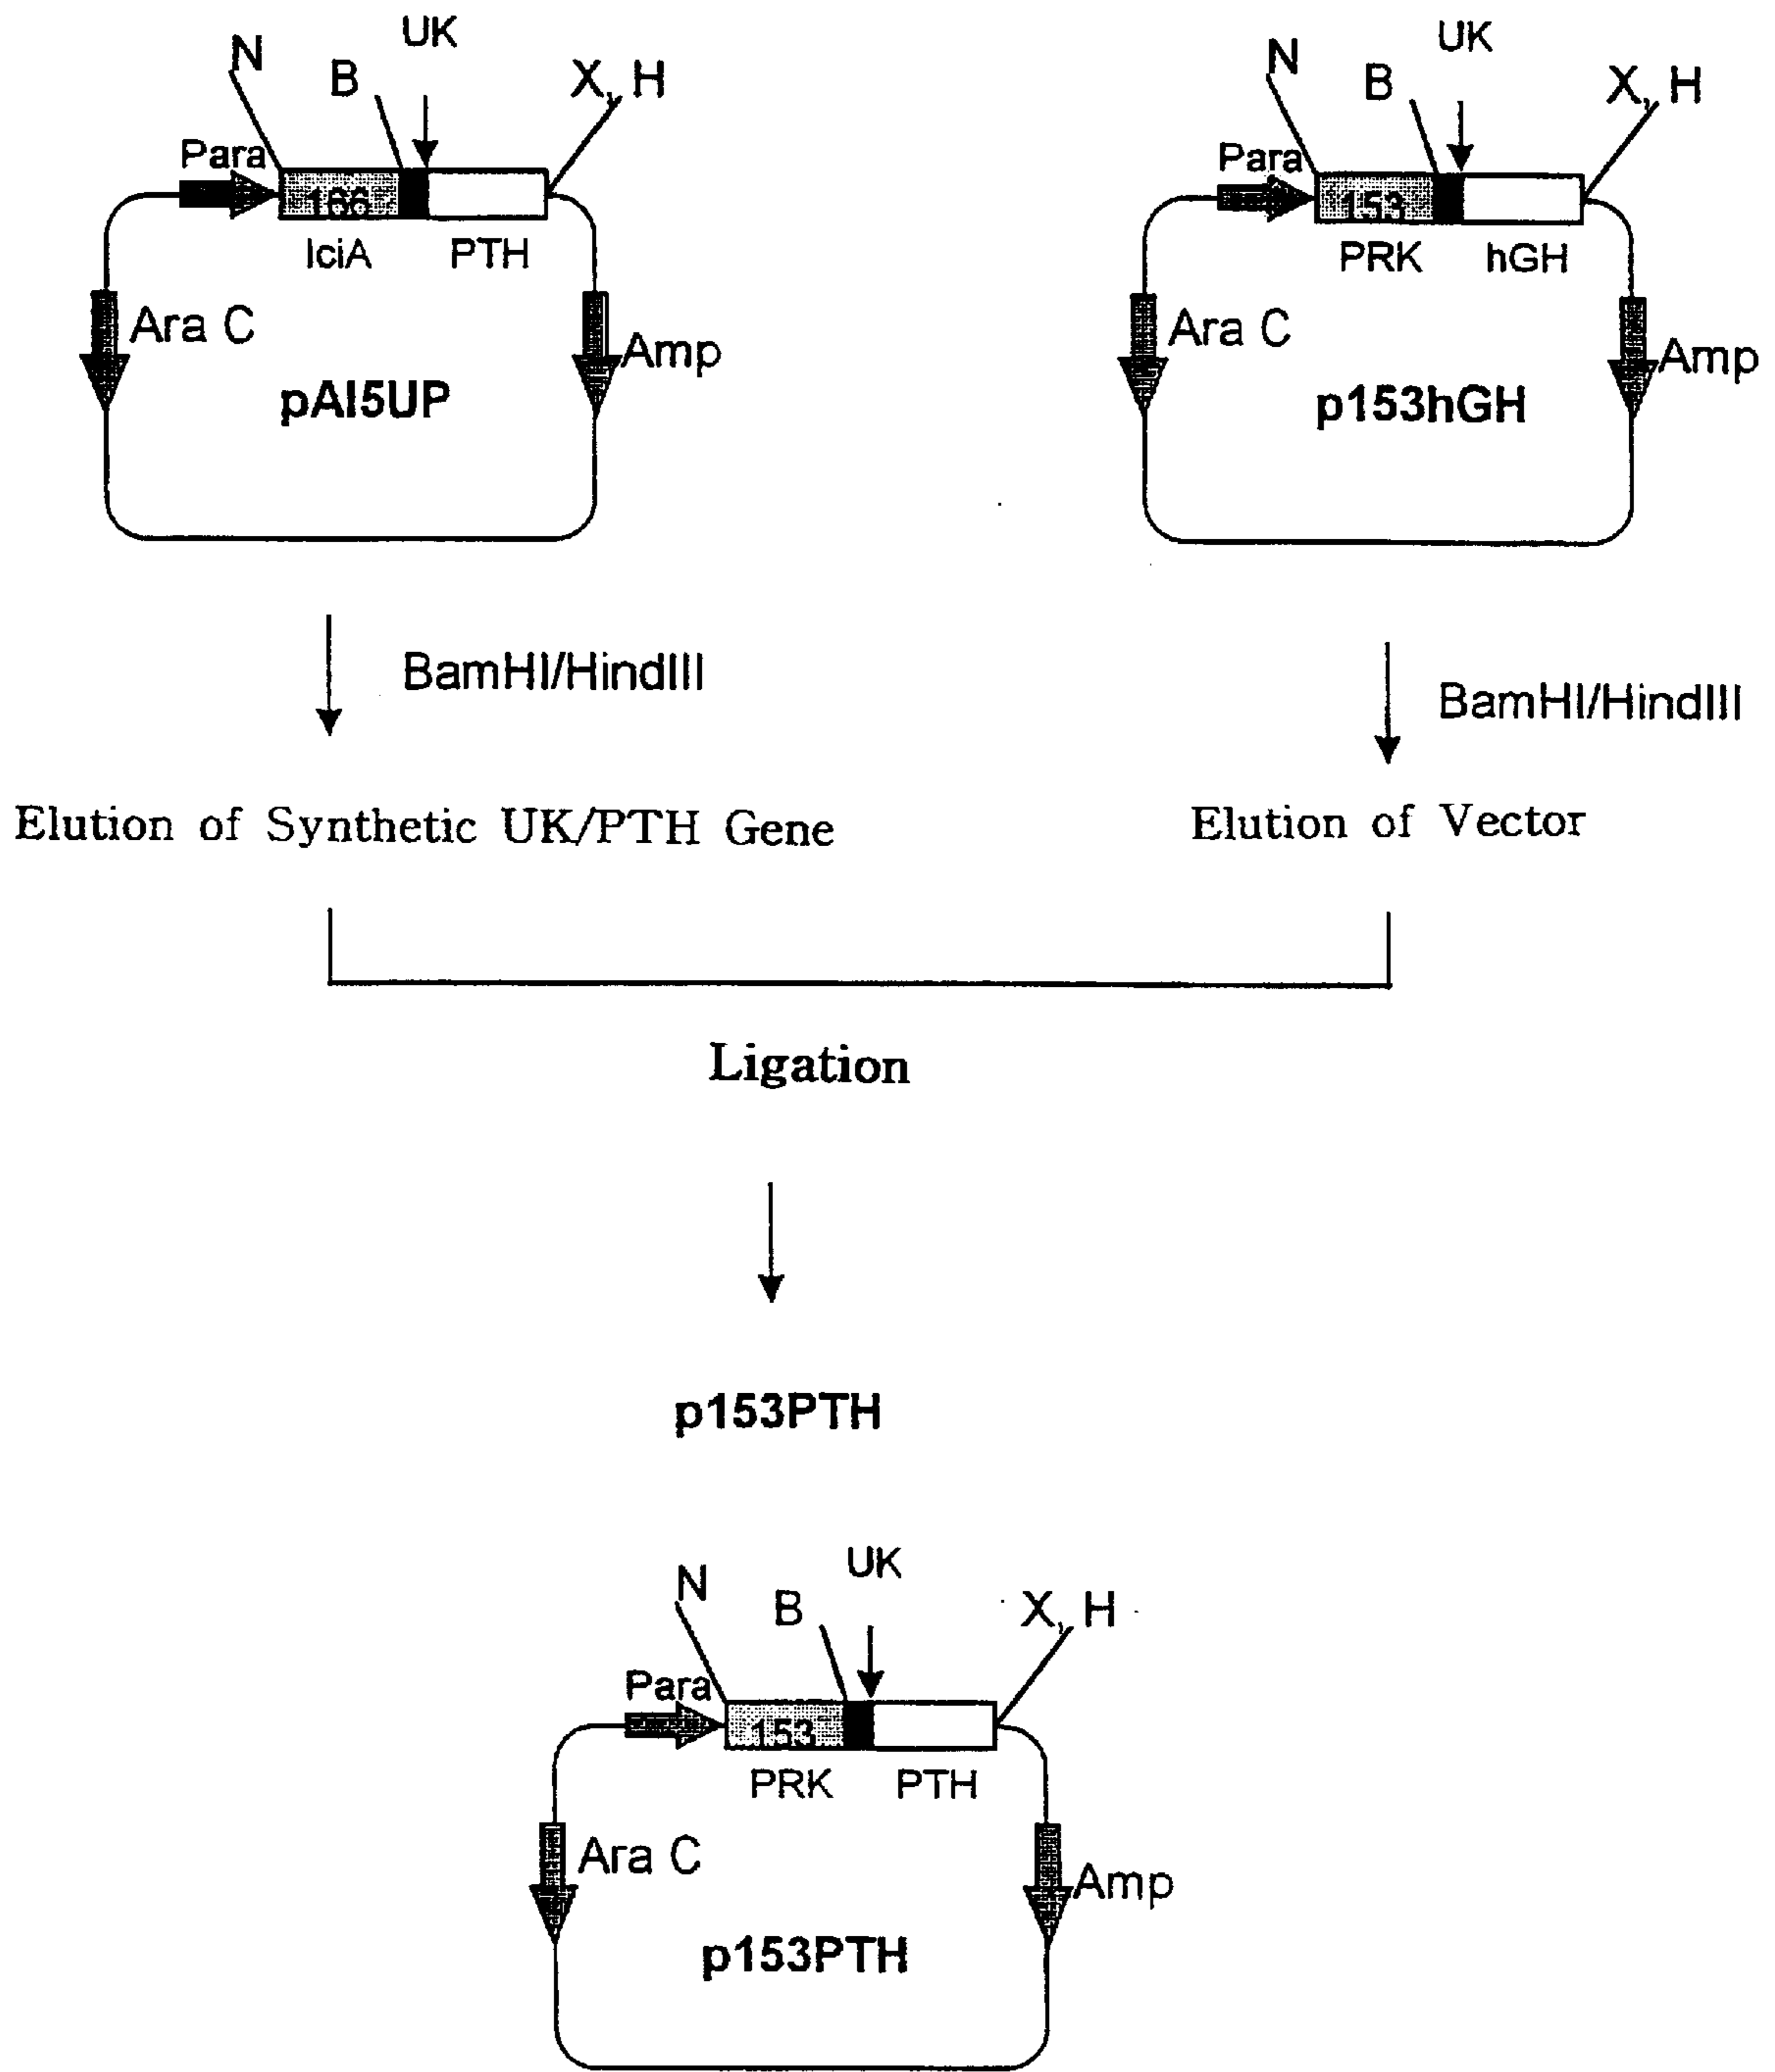 UK
N
B
X, H
Para
166
IciA
PTH
Ara C
Amp
pAI5UP
UK
N
B
X, H
Para
153
PRK
hGH
Ara C
Amp
p153hGH
BamHI/HindIII
BamHI/HindIII
Elution of Synthetic UK/PTH Gene
Elution of Vector
Ligation
p153PTH
UK
N
B
X, H
Para
153
PRK
PTH
Ara C
Amp
p153PTH